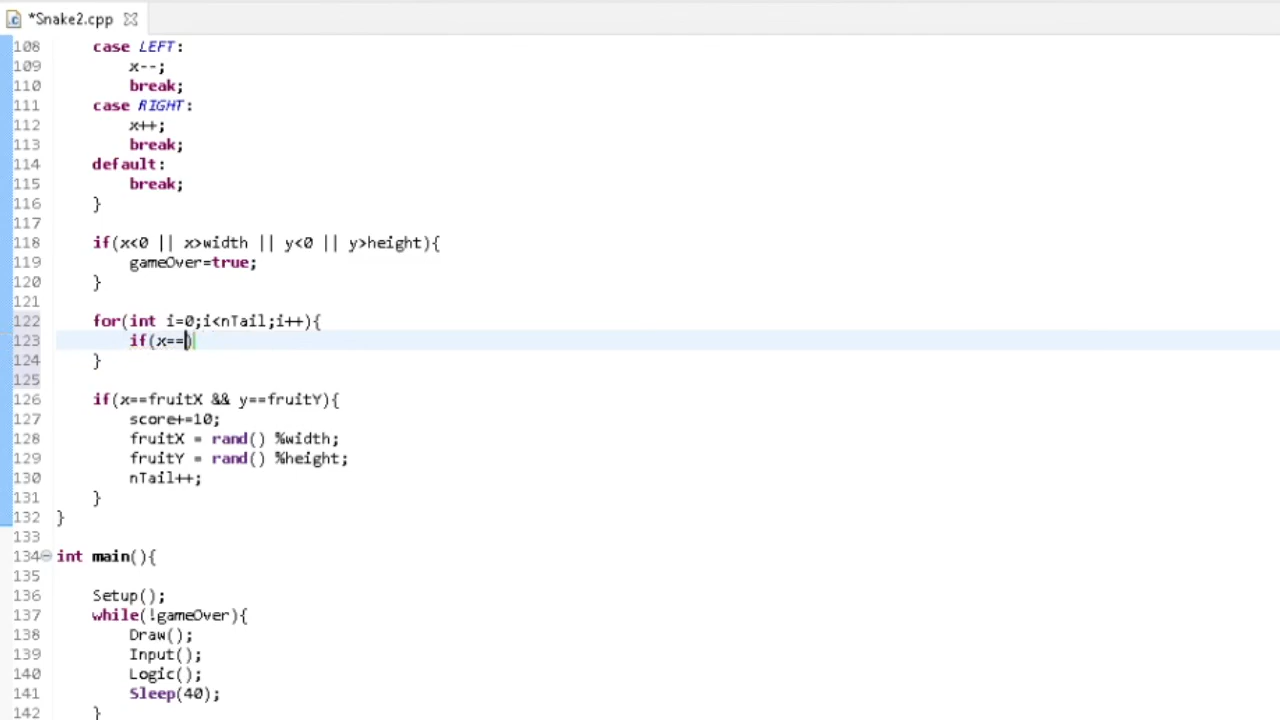 *Snake2.cpp
108 case LEFT:
109 x--;
110 break;
111 case RIGHT:
112 x++;
113 break;
114 default:
115 break;
116 }
117
118 if(x<0 || x>width || y<0 || y>height){
119 gameOver=true;
120 }
121
122 for(int i=0;i<nTail;i++){
123 if(x==)
124 }
125
126 if(x==fruitX && y==fruitY){
127 score+=10;
128 fruitX = rand() %width;
129 fruitY = rand() %height;
130 nTail++;
131 }
132 }
133
134 int main(){
135
136 Setup();
137 while(!gameOver){
138 Draw();
139 Input();
140 Logic();
141 Sleep(40);
142 }